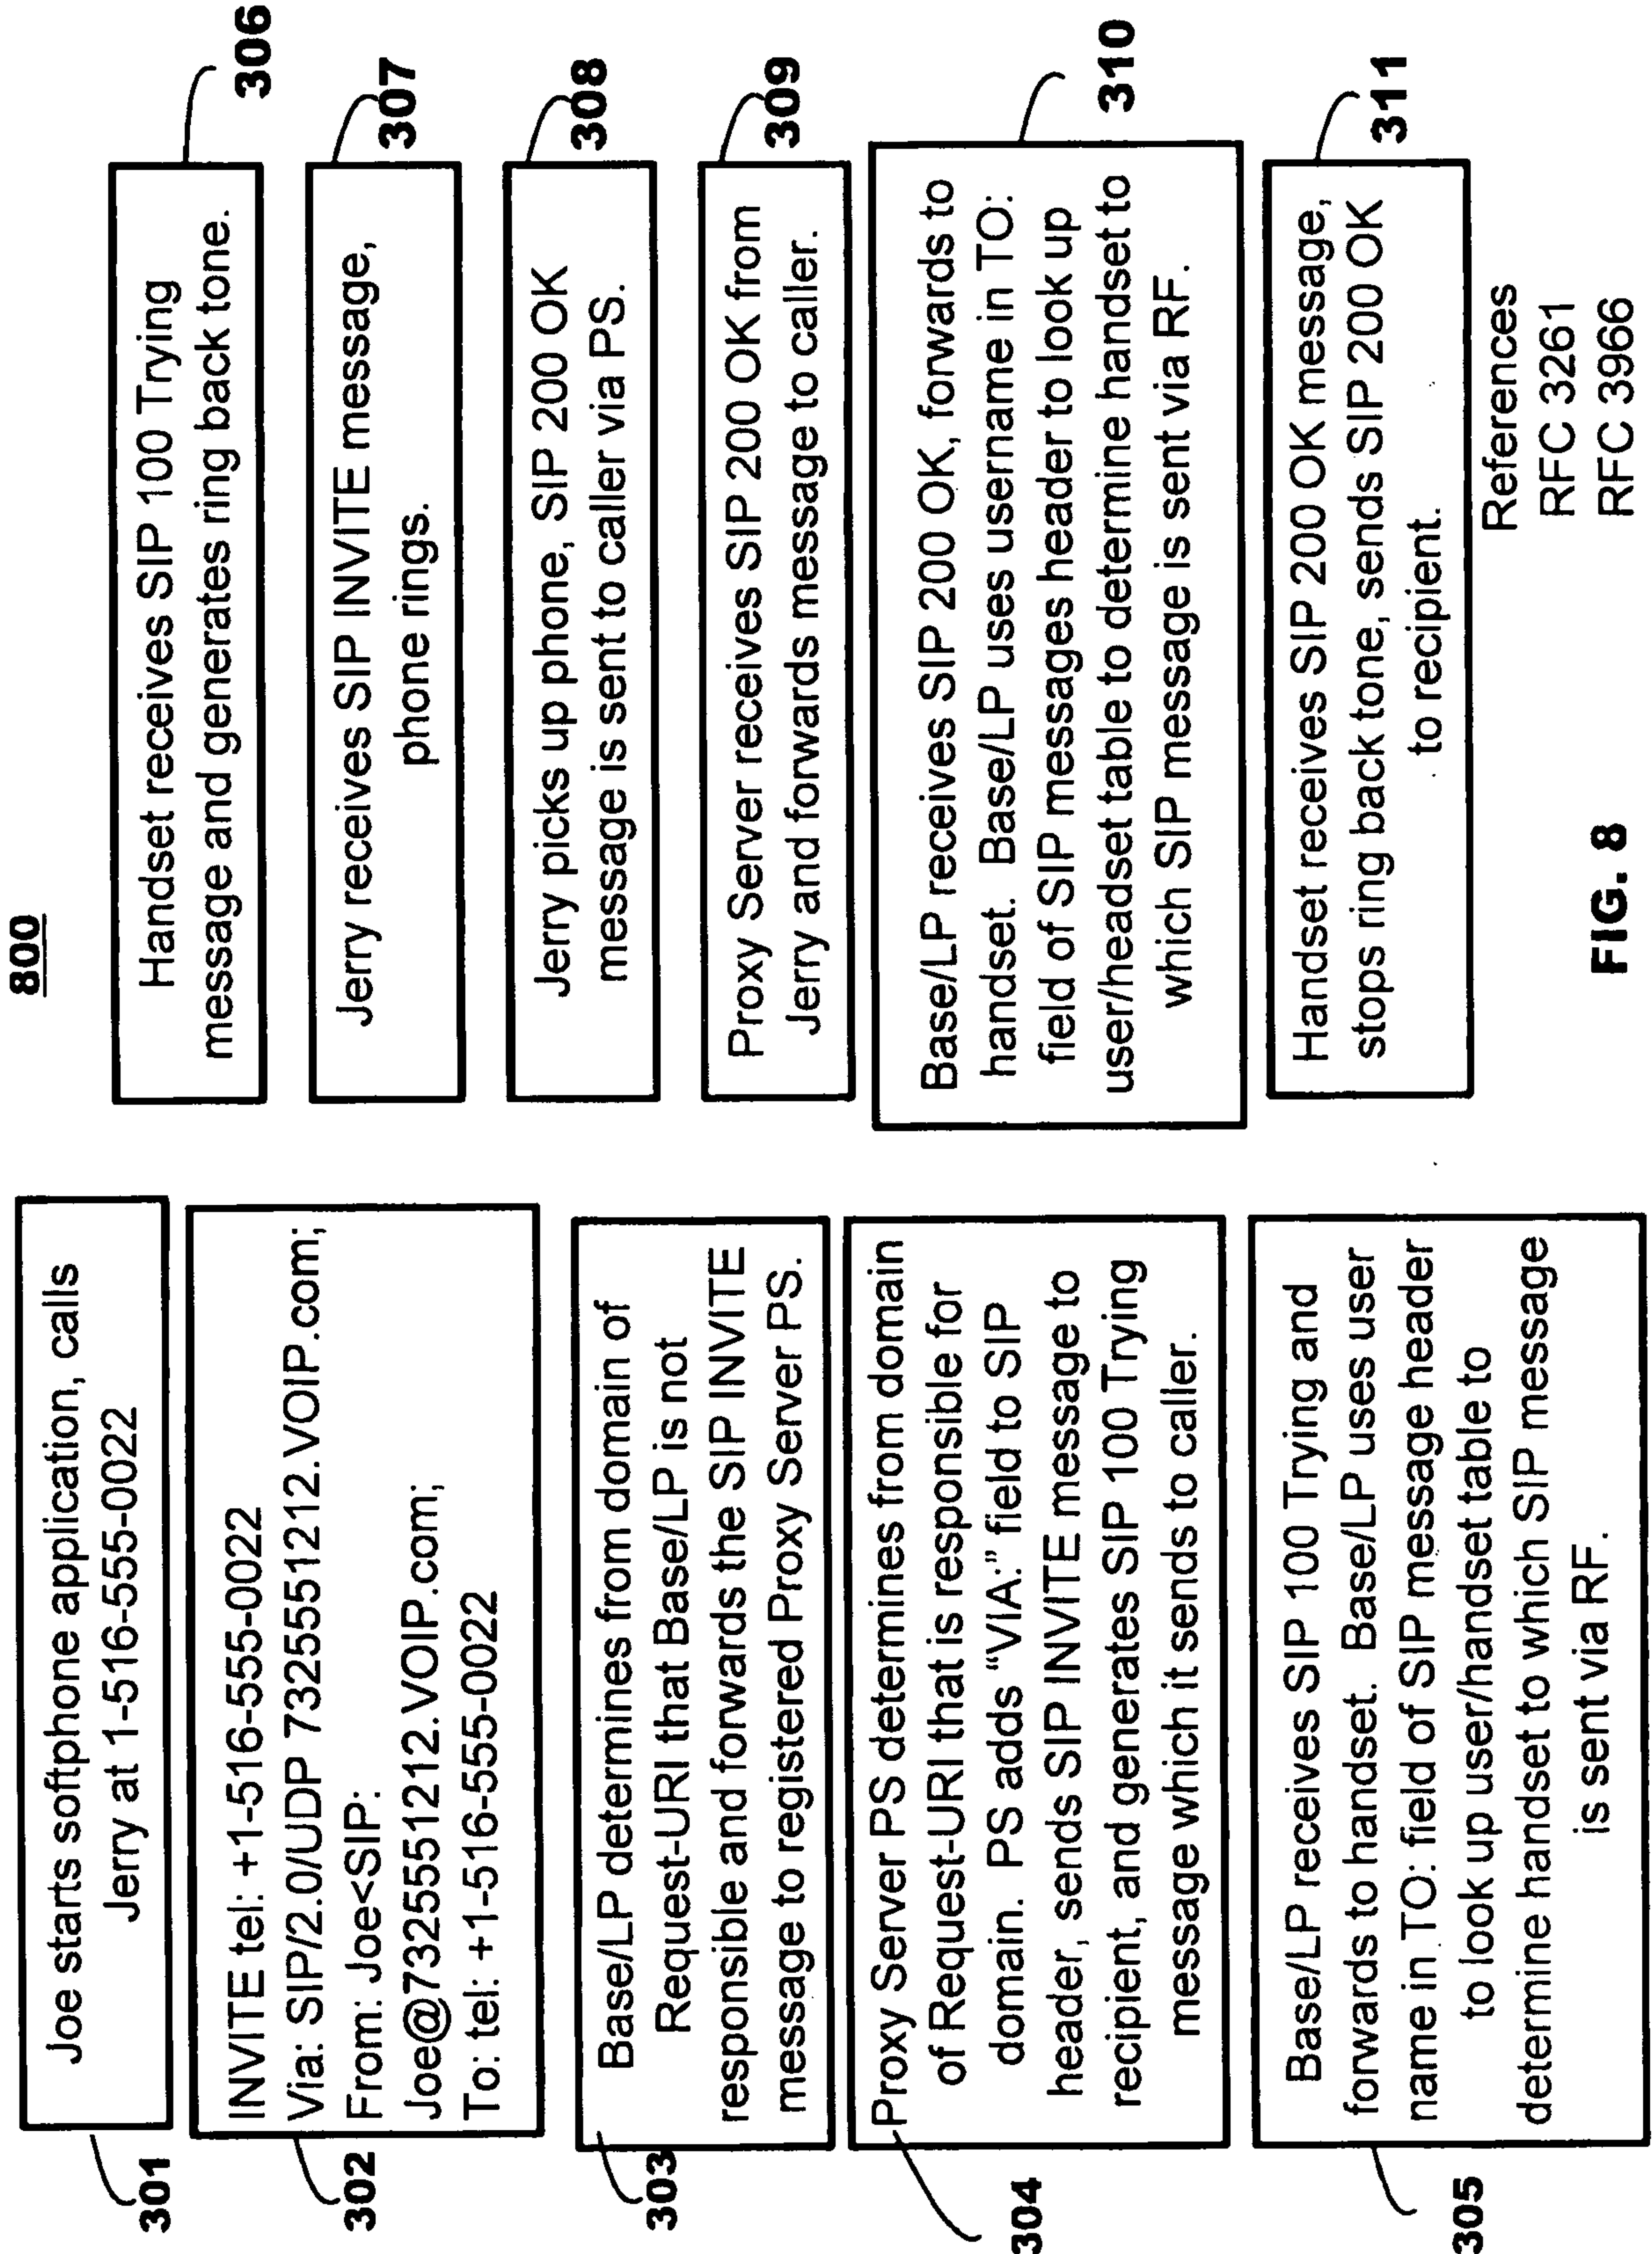 800
301
Joe starts softphone application, calls
Jerry at 1-516-555-0022
302
INVITE tel: +1-516-555-0022
Via: SIP/2.0/UDP 7325551212.VOIP.com;
From: Joe<SIP:
Joe@7325551212.VOIP.com;
To: tel: +1-516-555-0022
303
Base/LP determines from domain of
Request-URI that Base/LP is not
responsible and forwards the SIP INVITE
message to registered Proxy Server PS.
304
Proxy Server PS determines from domain
of Request-URI that is responsible for
domain. PS adds “VIA:” field to SIP
header, sends SIP INVITE message to
recipient, and generates SIP 100 Trying
message which it sends to caller.
305
Base/LP receives SIP 100 Trying and
forwards to handset. Base/LP uses user
name in TO: field of SIP message header
to look up user/handset table to
determine handset to which SIP message
is sent via RF.
306
Handset receives SIP 100 Trying
message and generates ring back tone.
307
Jerry receives SIP INVITE message,
phone rings.
308
Jerry picks up phone, SIP 200 OK
message is sent to caller via PS.
309
Proxy Server receives SIP 200 OK from
Jerry and forwards message to caller.
310
Base/LP receives SIP 200 OK, forwards to
handset. Base/LP uses username in TO:
field of SIP messages header to look up
user/headset table to determine handset to
which SIP message is sent via RF.
311
Handset receives SIP 200 OK message,
stops ring back tone, sends SIP 200 OK
to recipient.
References
RFC 3261
RFC 3966
FIG. 8